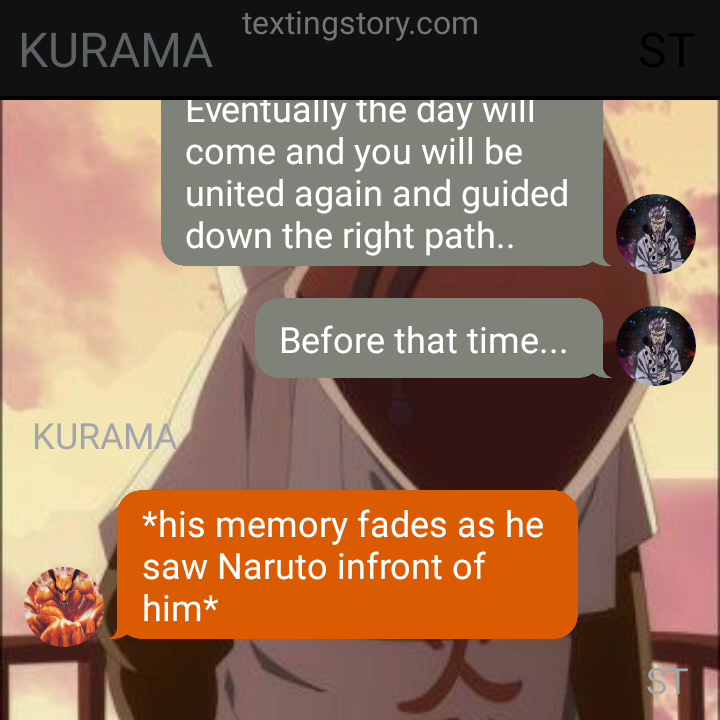 textingstory.com
KURAMA
ST
Eventually the day will
come and you will be
united again and guided
down the right path..
Before that time...
KURAMA
*his memory fades as he
saw Naruto infront of
him*
ST
火